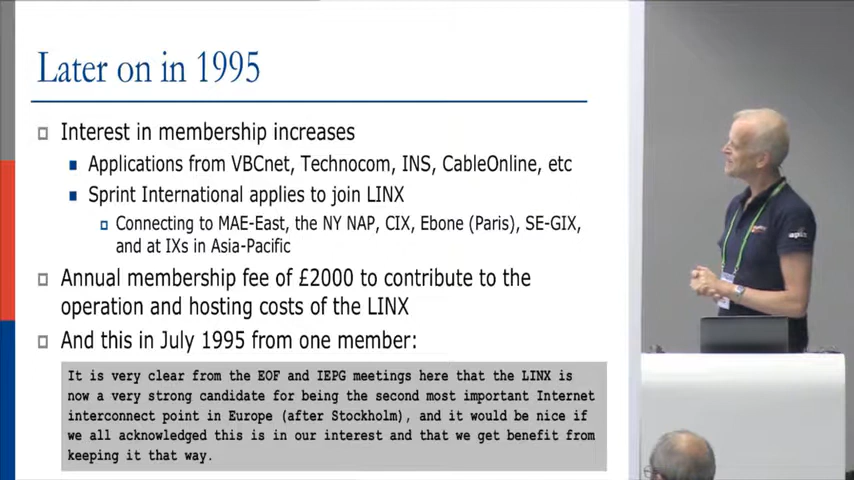 Later on in 1995
Interest in membership increases
Applications from VBCnet, Technocom, INS, CableOnline, etc
Sprint International applies to join LINX
Connecting to MAE-East, the NY NAP, CIX, Ebone (Paris), SE-GIX,
and at IXs in Asia-Pacific
Annual membership fee of £2000 to contribute to the
operation and hosting costs of the LINX
And this in July 1995 from one member:
It is very clear from the EOF and IEPG meetings here that the LINX is
now a very strong candidate for being the second most important Internet
interconnect point in Europe (after Stockholm), and it would be nice if
we all acknowledged this is in our interest and that we get benefit from
keeping it that way.